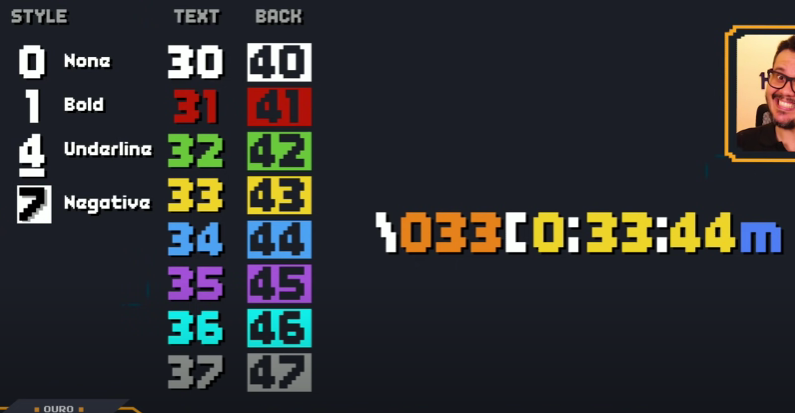 STYLE TEXT BACK
0 None 30 40
1 Bold 31 41
4 Underline 32 42
7 Negative 33 43
34 44
35 45
36 46
37 47
\033[0:33:44m
OURO